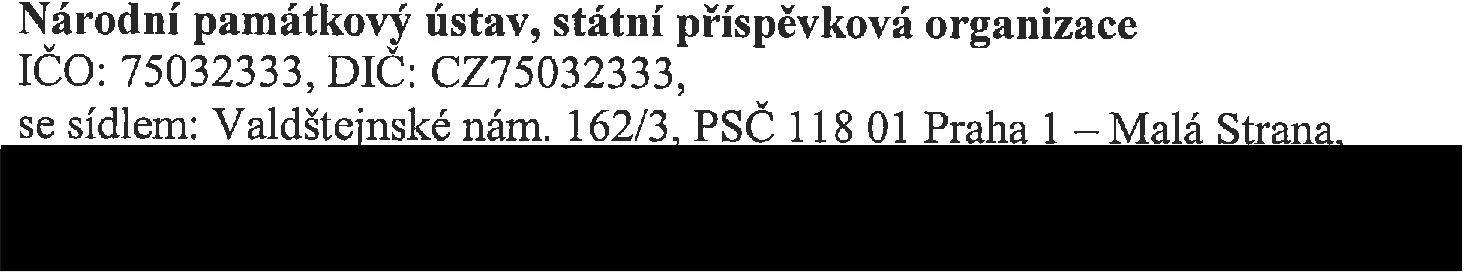 Národní památkový ústav, státní příspěvková organizace
IČO: 75032333, DIČ: CZ75032333,
se sídlem: Valdštejnské nám. 162/3, PSČ 118 01 Praha 1 – Malá Strana,